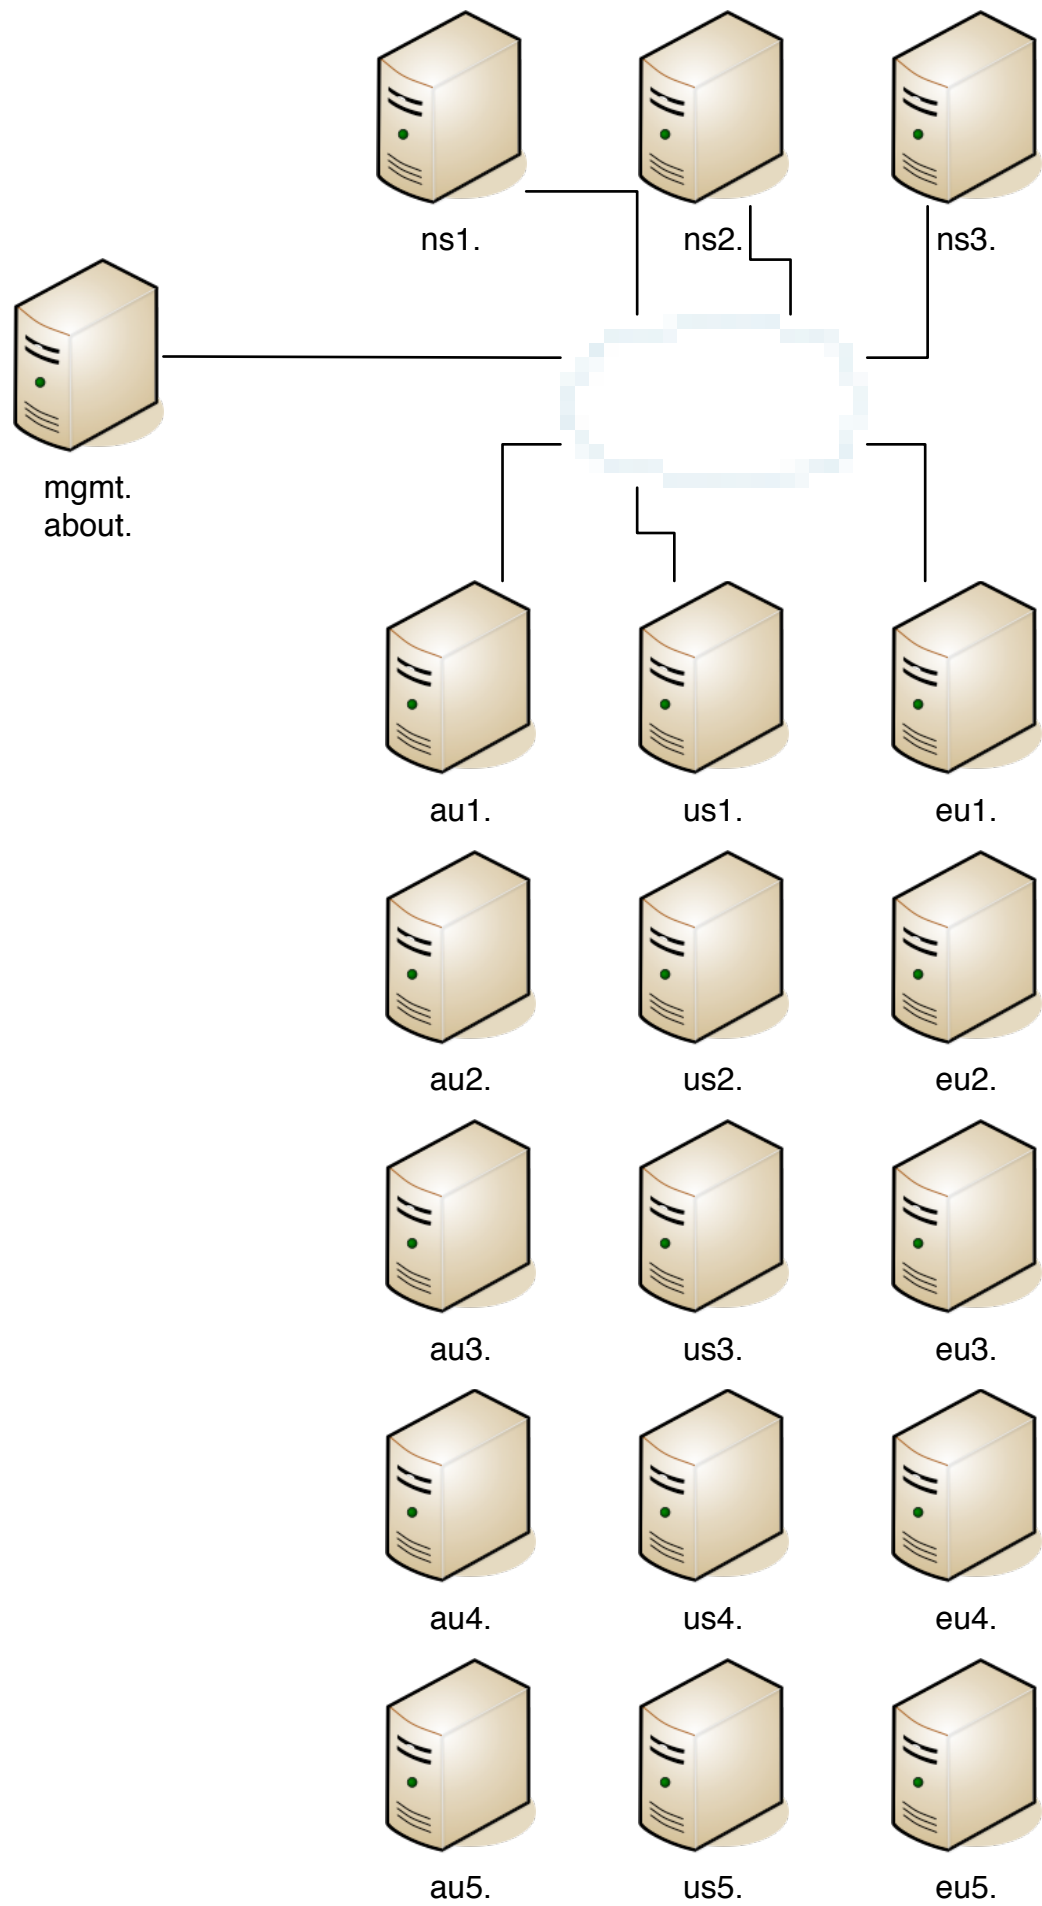 ns1.
ns2.
ns3.
mgmt.
about.
au1.
us1.
eu1.
au2.
us2.
eu2.
au3.
us3.
eu3.
au4.
us4.
eu4.
au5.
us5.
eu5.